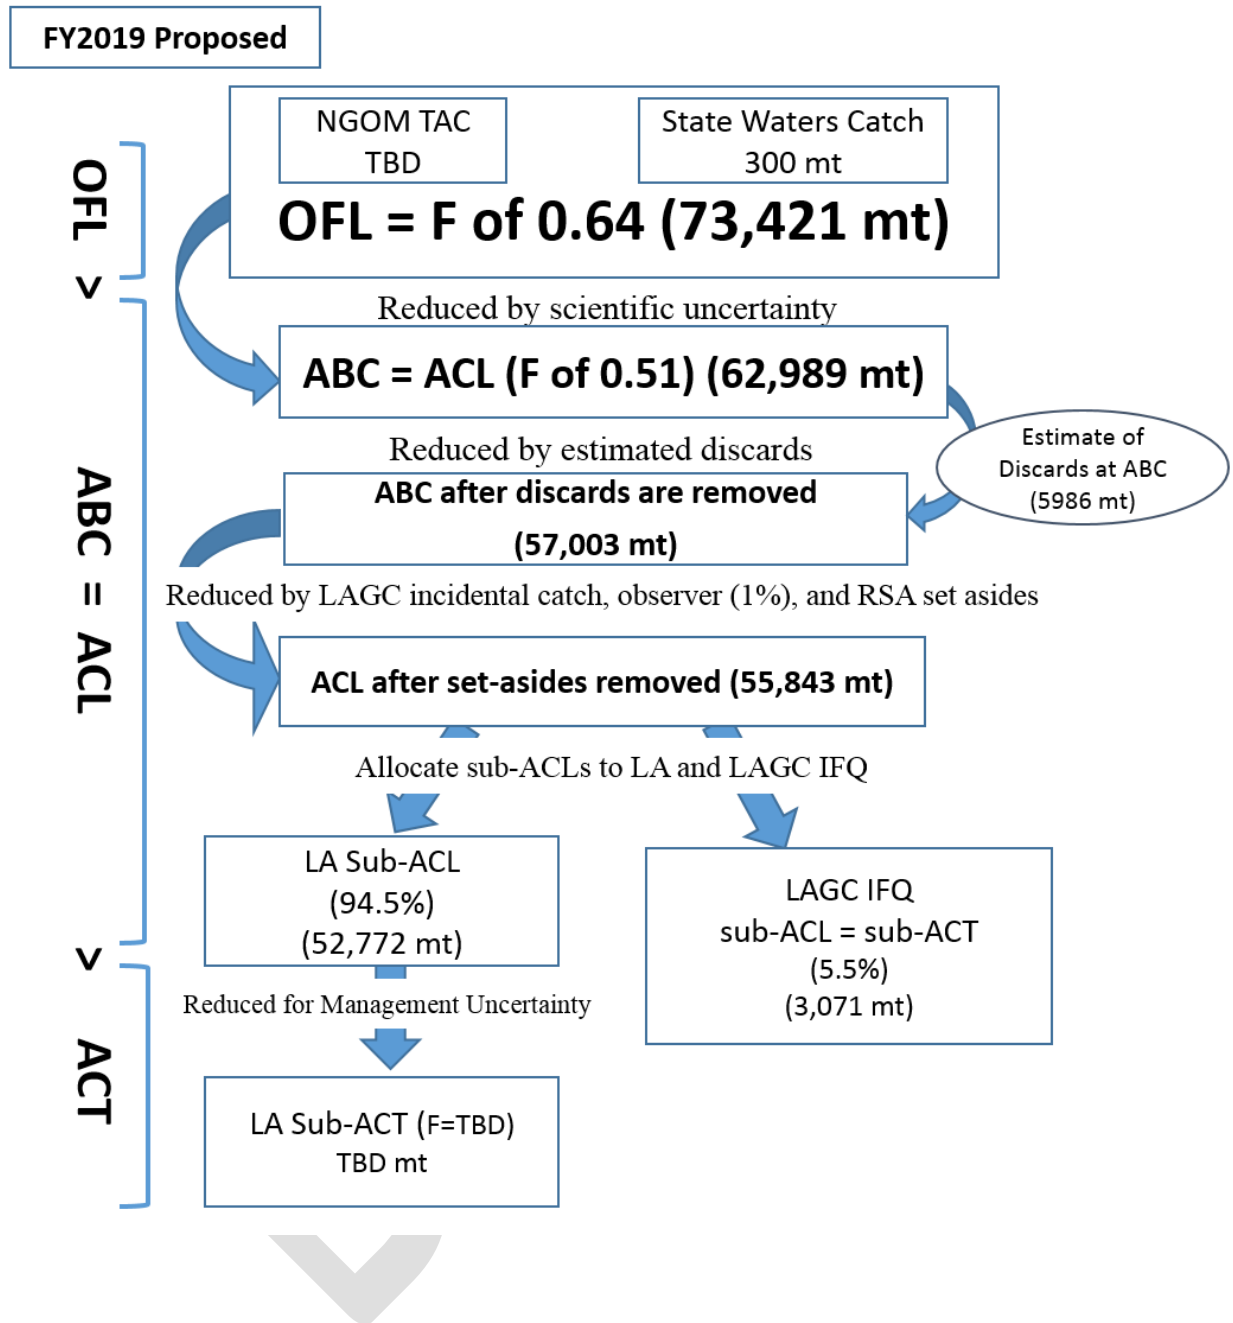 FY2019 Proposed
NGOM TAC
TBD
State Waters Catch
300 mt
OFL = F of 0.64 (73,421 mt)
OFL
>
Reduced by scientific uncertainty
ABC = ACL (F of 0.51) (62,989 mt)
Estimate of
Discards at ABC
(5986 mt)
Reduced by estimated discards
ABC after discards are removed
(57,003 mt)
ABC = ACL
Reduced by LAGC incidental catch, observer (1%), and RSA set asides
ACL after set-asides removed (55,843 mt)
Allocate sub-ACLs to LA and LAGC IFQ
LA Sub-ACL
(94.5%)
(52,772 mt)
LAGC IFQ
sub-ACL = sub-ACT
(5.5%)
(3,071 mt)
>
Reduced for Management Uncertainty
ACT
LA Sub-ACT (F=TBD)
TBD mt